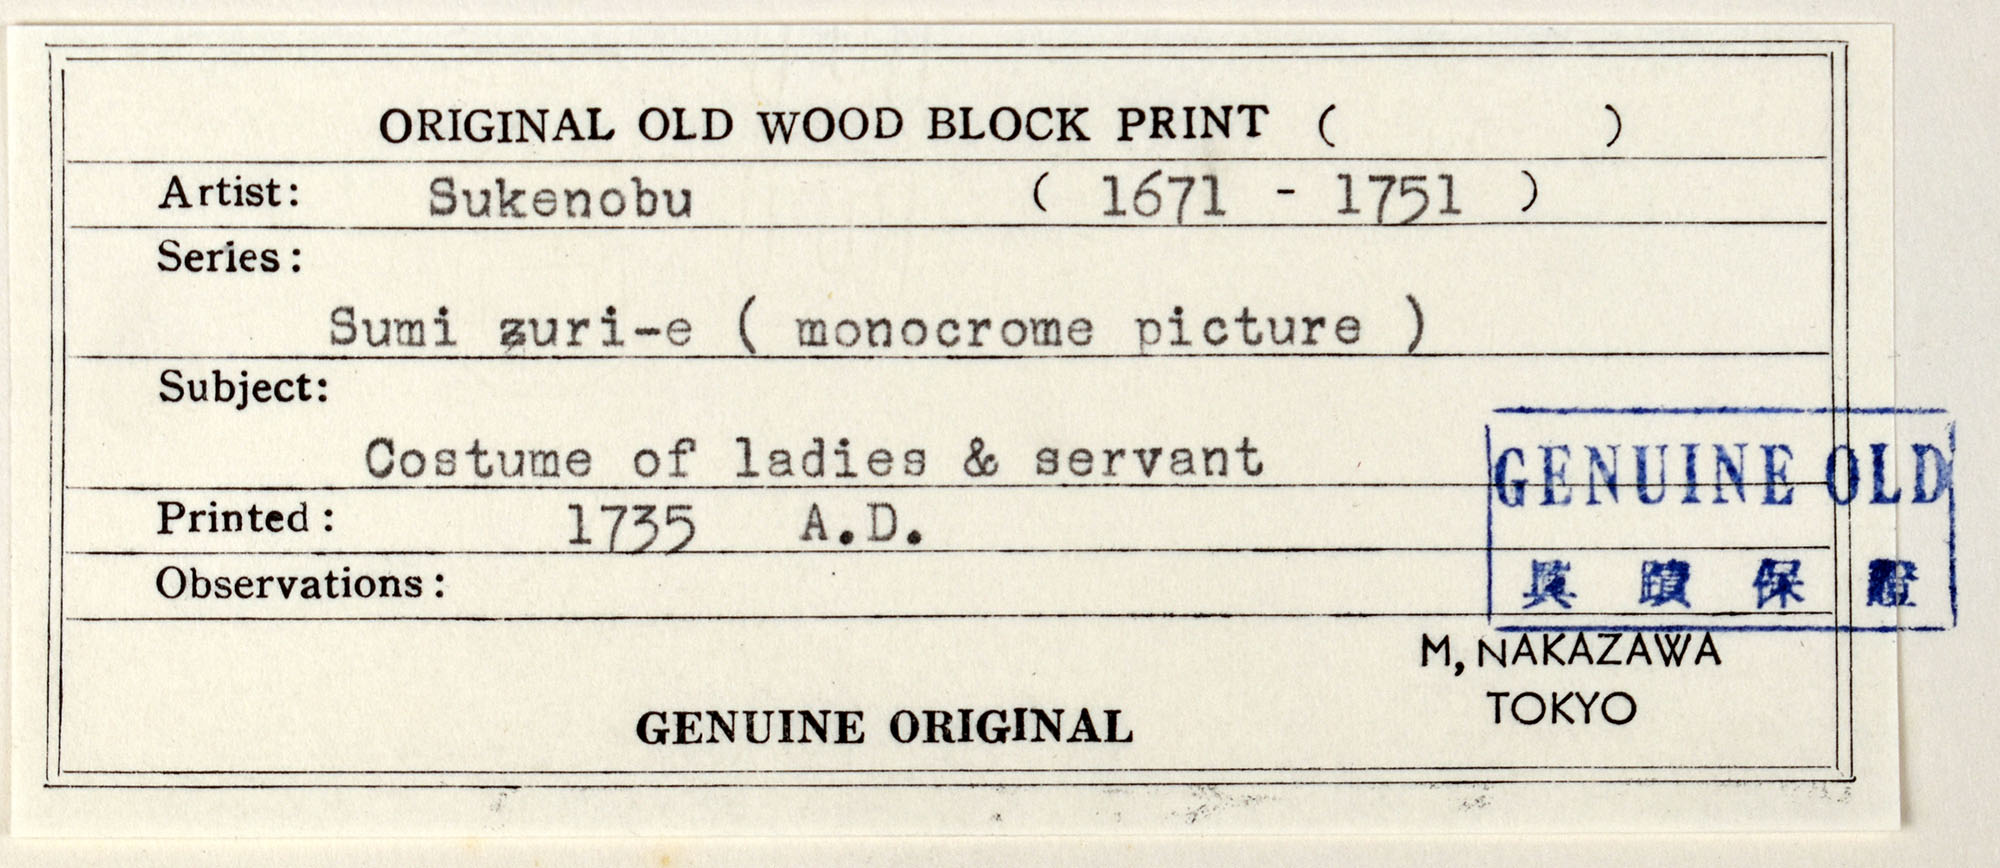 ORIGINAL OLD WOOD BLOCK PRINT ( )
Artist: Sukenobu ( 1671 - 1751 )
Series:
Sumi zuri-e ( monocrome picture )
Subject:
Costume of ladies & servant
GENUINE OLD
Printed: 1735 A.D.
Observations:
真蹟保證
M, NAKAZAWA
TOKYO
GENUINE ORIGINAL